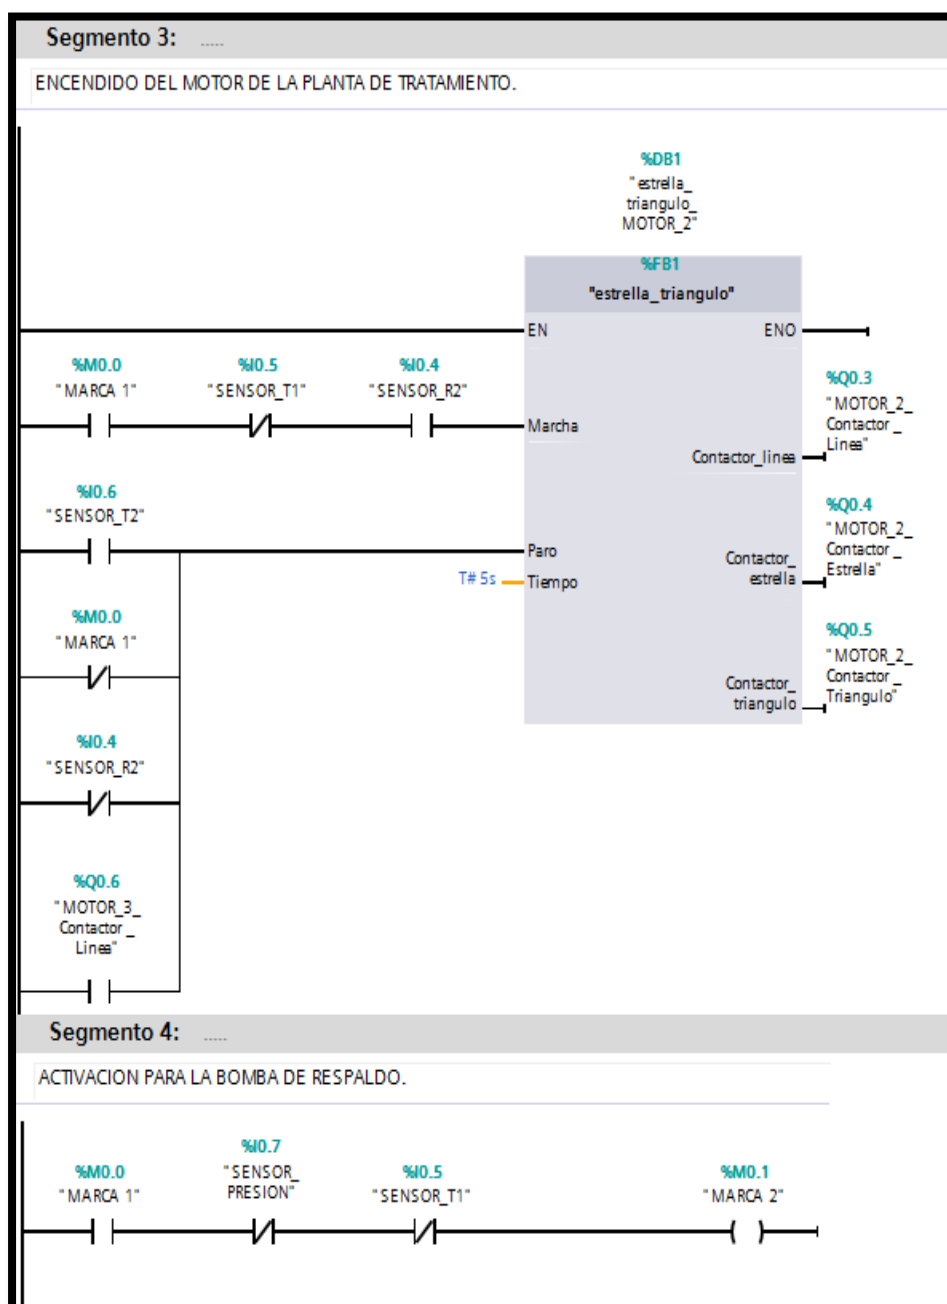 Segmento 3: .....
ENCENDIDO DEL MOTOR DE LA PLANTA DE TRATAMIENTO.
%DB1
"estrella_
triangulo_
MOTOR_2"
%FB1
"estrella_triangulo"
EN
ENO
%M0.0
"MARCA 1"
%I0.5
"SENSOR_T1"
%I0.4
"SENSOR_R2"
Marcha
%Q0.3
"MOTOR_2_
Contactor_
Linea"
Contactor_linea
%I0.6
"SENSOR_T2"
Paro
T# 5s
Tiempo
%Q0.4
"MOTOR_2_
Contactor_
Estrella"
Contactor_
estrella
%M0.0
"MARCA 1"
%Q0.5
"MOTOR_2_
Contactor_
Triangulo"
Contactor_
triangulo
%I0.4
"SENSOR_R2"
%Q0.6
"MOTOR_3_
Contactor_
Linea"
Segmento 4: .....
ACTIVACION PARA LA BOMBA DE RESPALDO.
%M0.0
"MARCA 1"
%I0.7
"SENSOR_
PRESION"
%I0.5
"SENSOR_T1"
%M0.1
"MARCA 2"